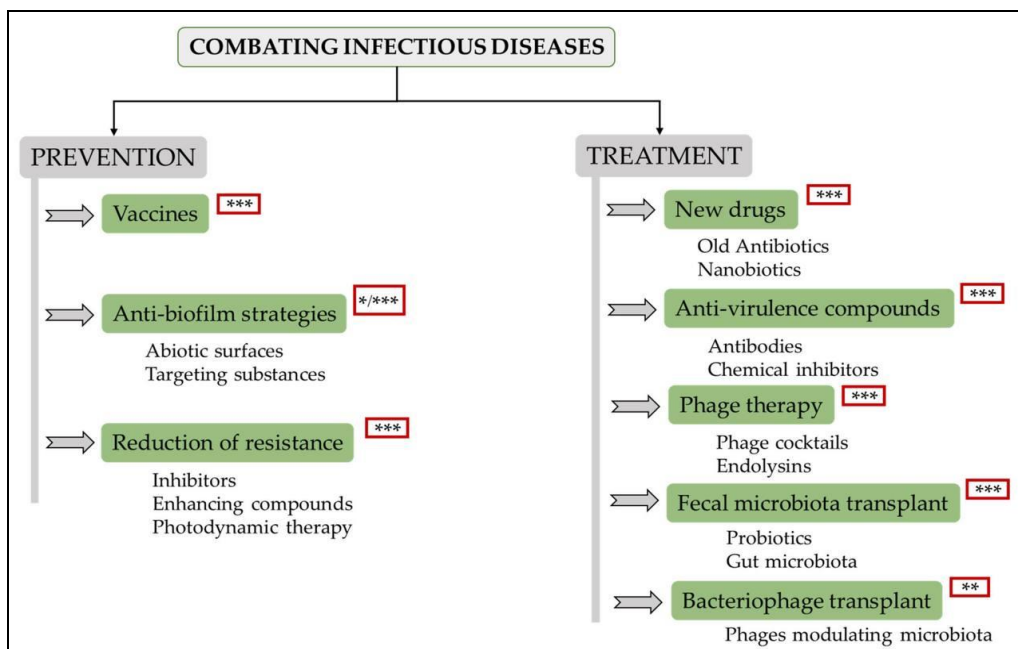 COMBATING INFECTIOUS DISEASES
PREVENTION
Vaccines
***
Anti-biofilm strategies
*/***
Abiotic surfaces
Targeting substances
Reduction of resistance
***
Inhibitors
Enhancing compounds
Photodynamic therapy
TREATMENT
New drugs
***
Old Antibiotics
Nanobiotics
Anti-virulence compounds
***
Antibodies
Chemical inhibitors
Phage therapy
***
Phage cocktails
Endolysins
Fecal microbiota transplant
***
Probiotics
Gut microbiota
Bacteriophage transplant
**
Phages modulating microbiota